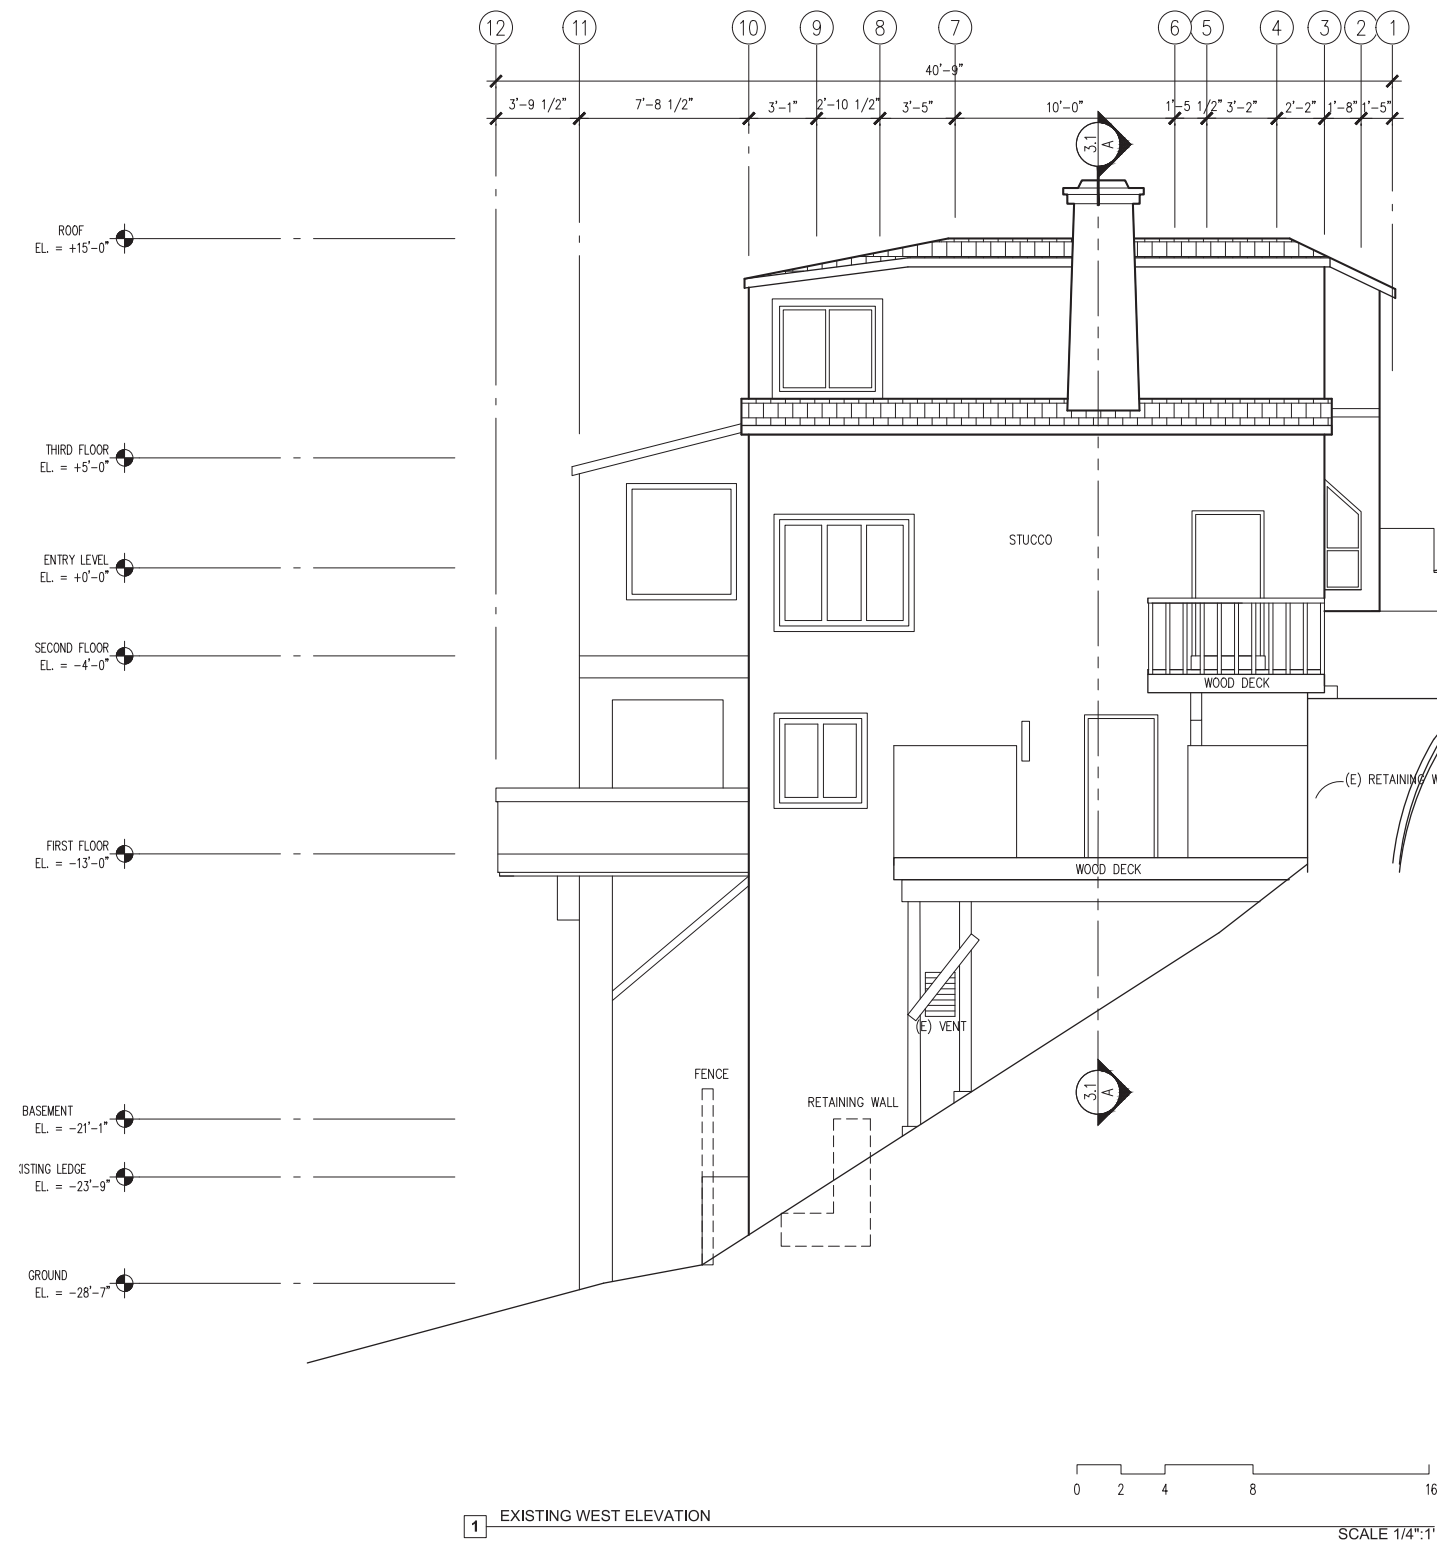 12 11 10 9 8 7 6 5 4 3 2 1
40'-9"
3'-9 1/2" 7'-8 1/2" 3'-1" 2'-10 1/2" 3'-5" 10'-0" 1'-5 1/2" 3'-2" 2'-2" 1'-8" 1'-5"
3.1 A
ROOF
EL. = +15'-0"
THIRD FLOOR
EL. = +5'-0"
STUCCO
ENTRY LEVEL
EL. = +0'-0"
SECOND FLOOR
EL. = -4'-0"
WOOD DECK
(E) RETAINING W
FIRST FLOOR
EL. = -13'-0"
WOOD DECK
(E) VENT
FENCE
3.1 A
RETAINING WALL
BASEMENT
EL. = -21'-1"
ISTING LEDGE
EL. = -23'-9"
GROUND
EL. = -28'-7"
0 2 4 8 16
1 EXISTING WEST ELEVATION
SCALE 1/4":1'